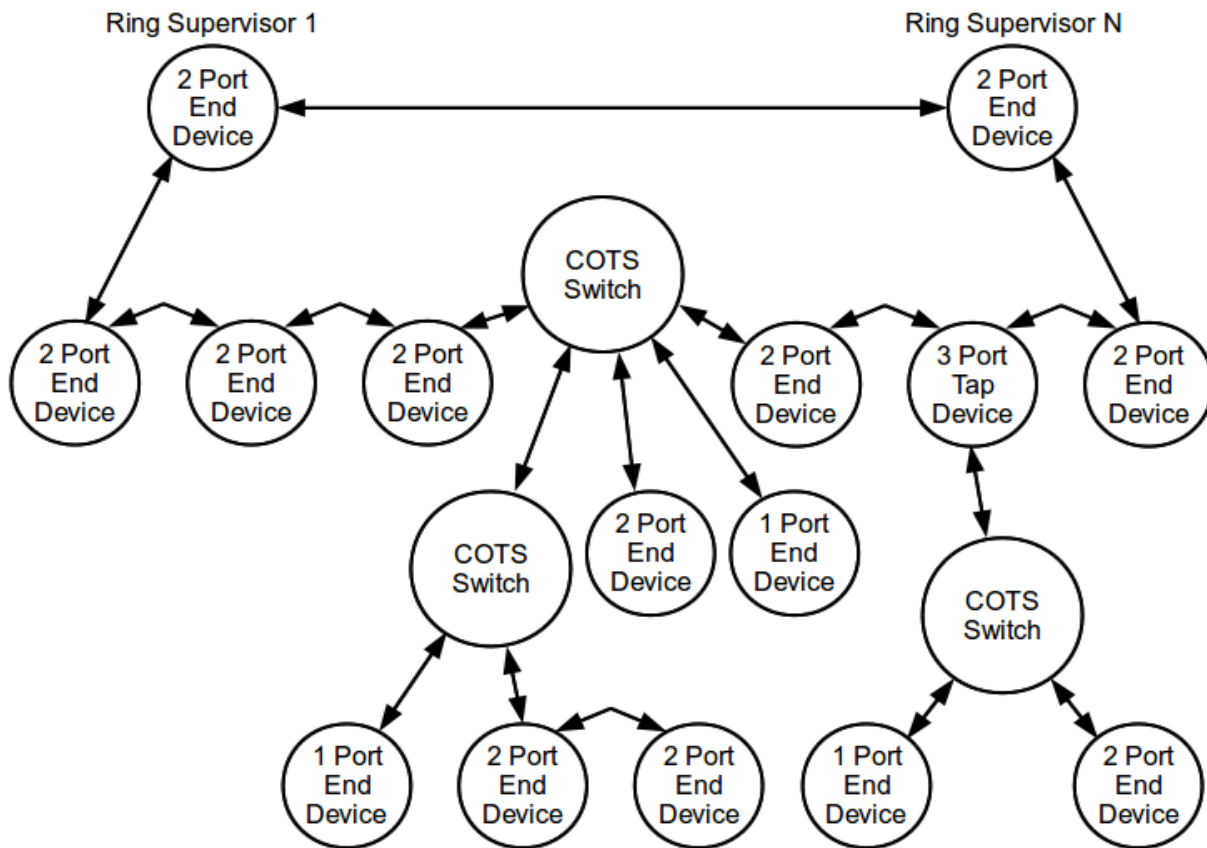 Ring Supervisor 1
Ring Supervisor N
2 Port
End
Device
2 Port
End
Device
COTS
Switch
2 Port
End
Device
2 Port
End
Device
2 Port
End
Device
2 Port
End
Device
3 Port
Tap
Device
2 Port
End
Device
COTS
Switch
2 Port
End
Device
1 Port
End
Device
COTS
Switch
1 Port
End
Device
2 Port
End
Device
2 Port
End
Device
1 Port
End
Device
2 Port
End
Device